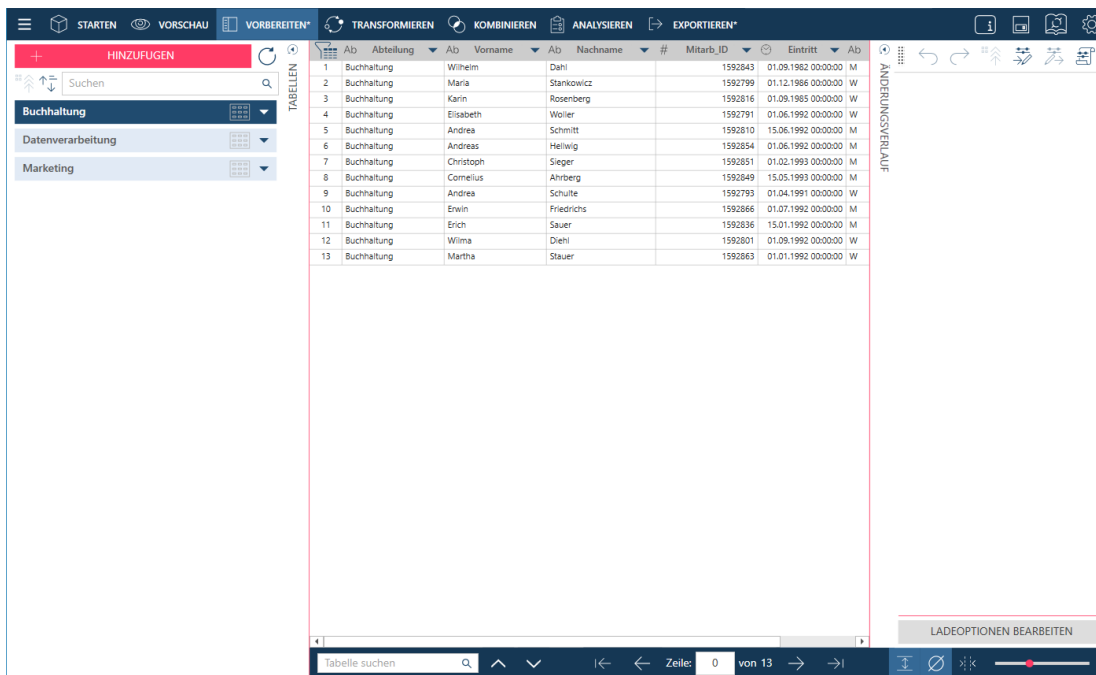 STARTEN VORSCHAU VORBEREITEN* TRANSFORMIEREN KOMBINIEREN ANALYSIEREN EXPORTIEREN*
HINZUFÜGEN
Suchen
Buchhaltung
Datenverarbeitung
Marketing
TABELLEN
Ab Abteilung Ab Vorname Ab Nachname # Mitarb_ID Eintritt Ab
1 Buchhaltung Wilhelm Dahl 1592843 01.09.1982 00:00:00 M
2 Buchhaltung Maria Stankowicz 1592799 01.12.1986 00:00:00 W
3 Buchhaltung Karin Rosenberg 1592816 01.09.1985 00:00:00 W
4 Buchhaltung Elisabeth Woller 1592791 01.06.1992 00:00:00 W
5 Buchhaltung Andrea Schmitt 1592810 15.06.1992 00:00:00 M
6 Buchhaltung Andreas Hellwig 1592854 01.06.1992 00:00:00 M
7 Buchhaltung Christoph Sieger 1592851 01.02.1993 00:00:00 M
8 Buchhaltung Cornelius Ahrberg 1592849 15.05.1993 00:00:00 M
9 Buchhaltung Andrea Schulte 1592793 01.04.1991 00:00:00 W
10 Buchhaltung Erwin Friedrichs 1592866 01.07.1992 00:00:00 M
11 Buchhaltung Erich Sauer 1592836 15.01.1992 00:00:00 M
12 Buchhaltung Wilma Diehl 1592801 01.09.1992 00:00:00 W
13 Buchhaltung Martha Stauer 1592863 01.01.1992 00:00:00 W
ÄNDERUNGSVERLAUF
LADEOPTIONEN BEARBEITEN
Tabelle suchen Zeile: 0 von 13